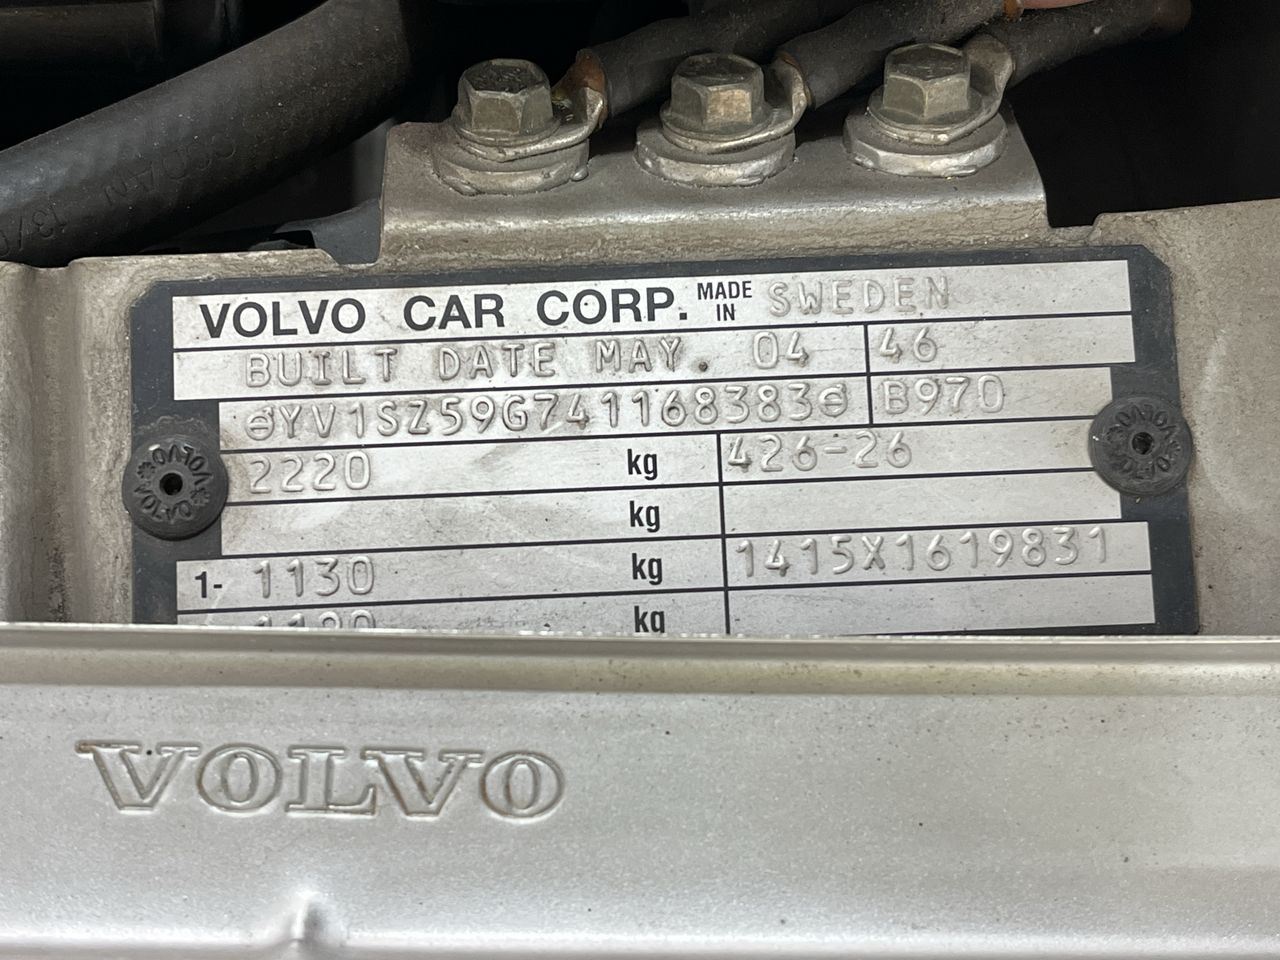 VOLVO CAR CORP. MADE IN SWEDEN
BUILT DATE MAY. 04 46
YV1SZ59G741168383 B970
2220 kg 426-26
kg
1- 1130 kg 1415X1619831
kg
VOLVO